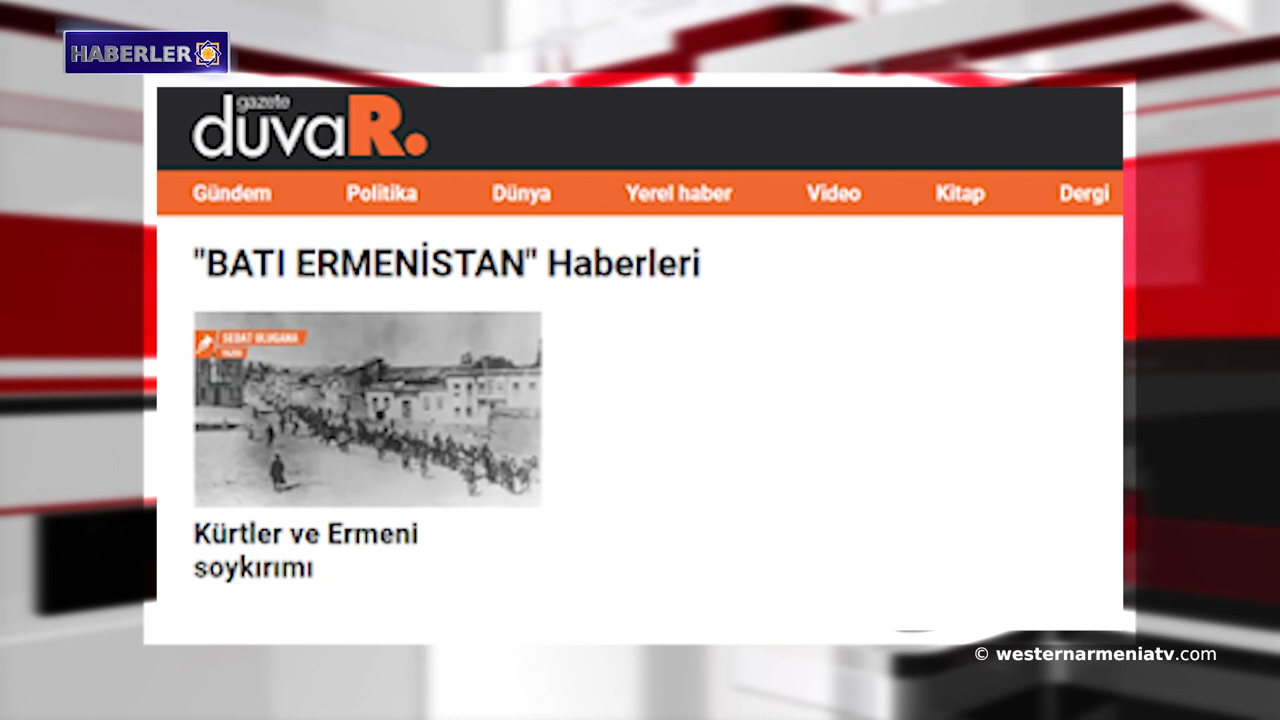 HABERLER
gazete
duvaR.
Gündem Politika Dünya Yerel haber Video Kitap Dergi
"BATI ERMENİSTAN" Haberleri
SEDAT ULUGANA
Kürtler ve Ermeni
soykırımı
© westernarmeniatv.com